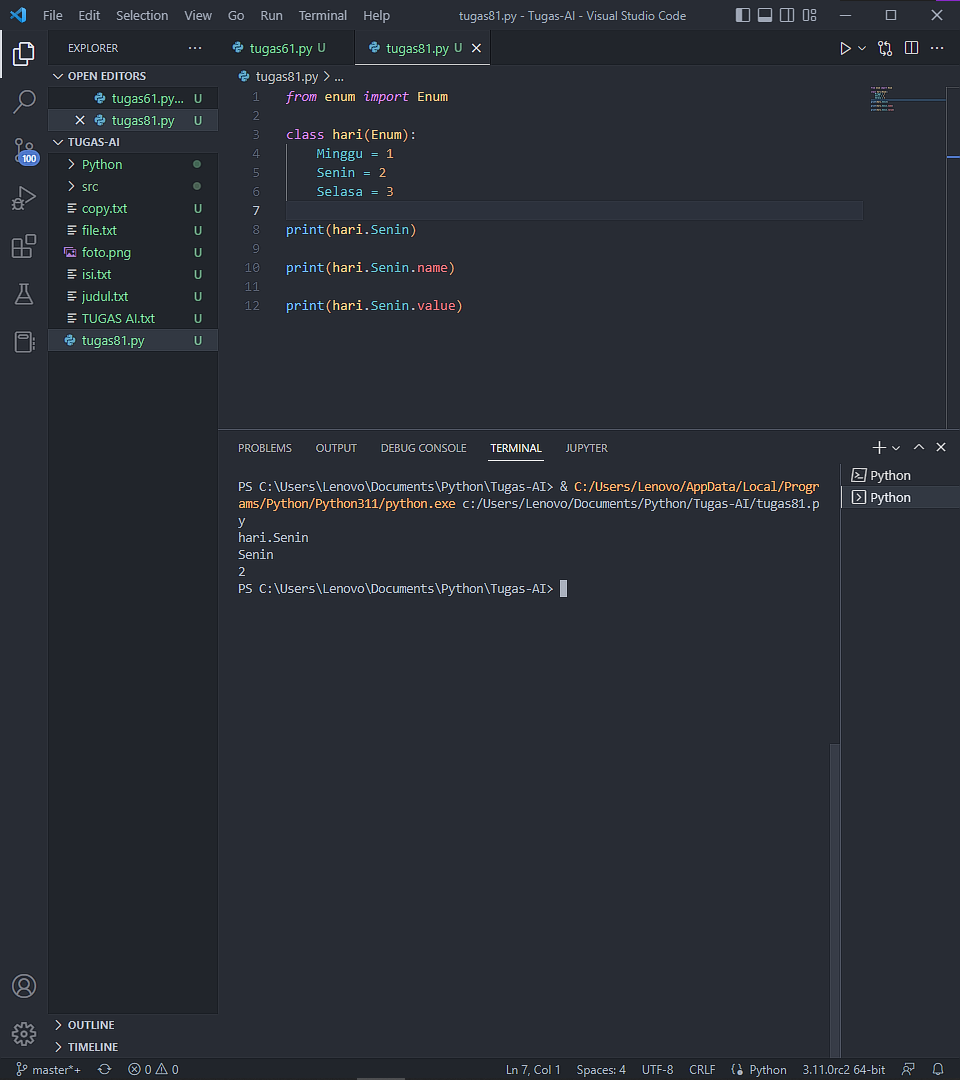 File Edit Selection View Go Run Terminal Help tugas81.py - Tugas-AI - Visual Studio Code
EXPLORER
OPEN EDITORS
tugas61.py... U
tugas81.py U
TUGAS-AI
Python
src
copy.txt U
file.txt U
foto.png U
isi.txt U
judul.txt U
TUGAS AI.txt U
tugas81.py U
OUTLINE
TIMELINE
100
tugas61.py U tugas81.py U
tugas81.py > ...
1 from enum import Enum
2
3 class hari(Enum):
4     Minggu = 1
5     Senin = 2
6     Selasa = 3
7
8 print(hari.Senin)
9
10 print(hari.Senin.name)
11
12 print(hari.Senin.value)
PROBLEMS OUTPUT DEBUG CONSOLE TERMINAL JUPYTER
PS C:\Users\Lenovo\Documents\Python\Tugas-AI> & C:/Users/Lenovo/AppData/Local/Progr
ams/Python/Python311/python.exe c:/Users/Lenovo/Documents/Python/Tugas-AI/tugas81.p
y
hari.Senin
Senin
2
PS C:\Users\Lenovo\Documents\Python\Tugas-AI>
Python
Python
master*+ 0 0 Ln 7, Col 1 Spaces: 4 UTF-8 CRLF Python 3.11.0rc2 64-bit